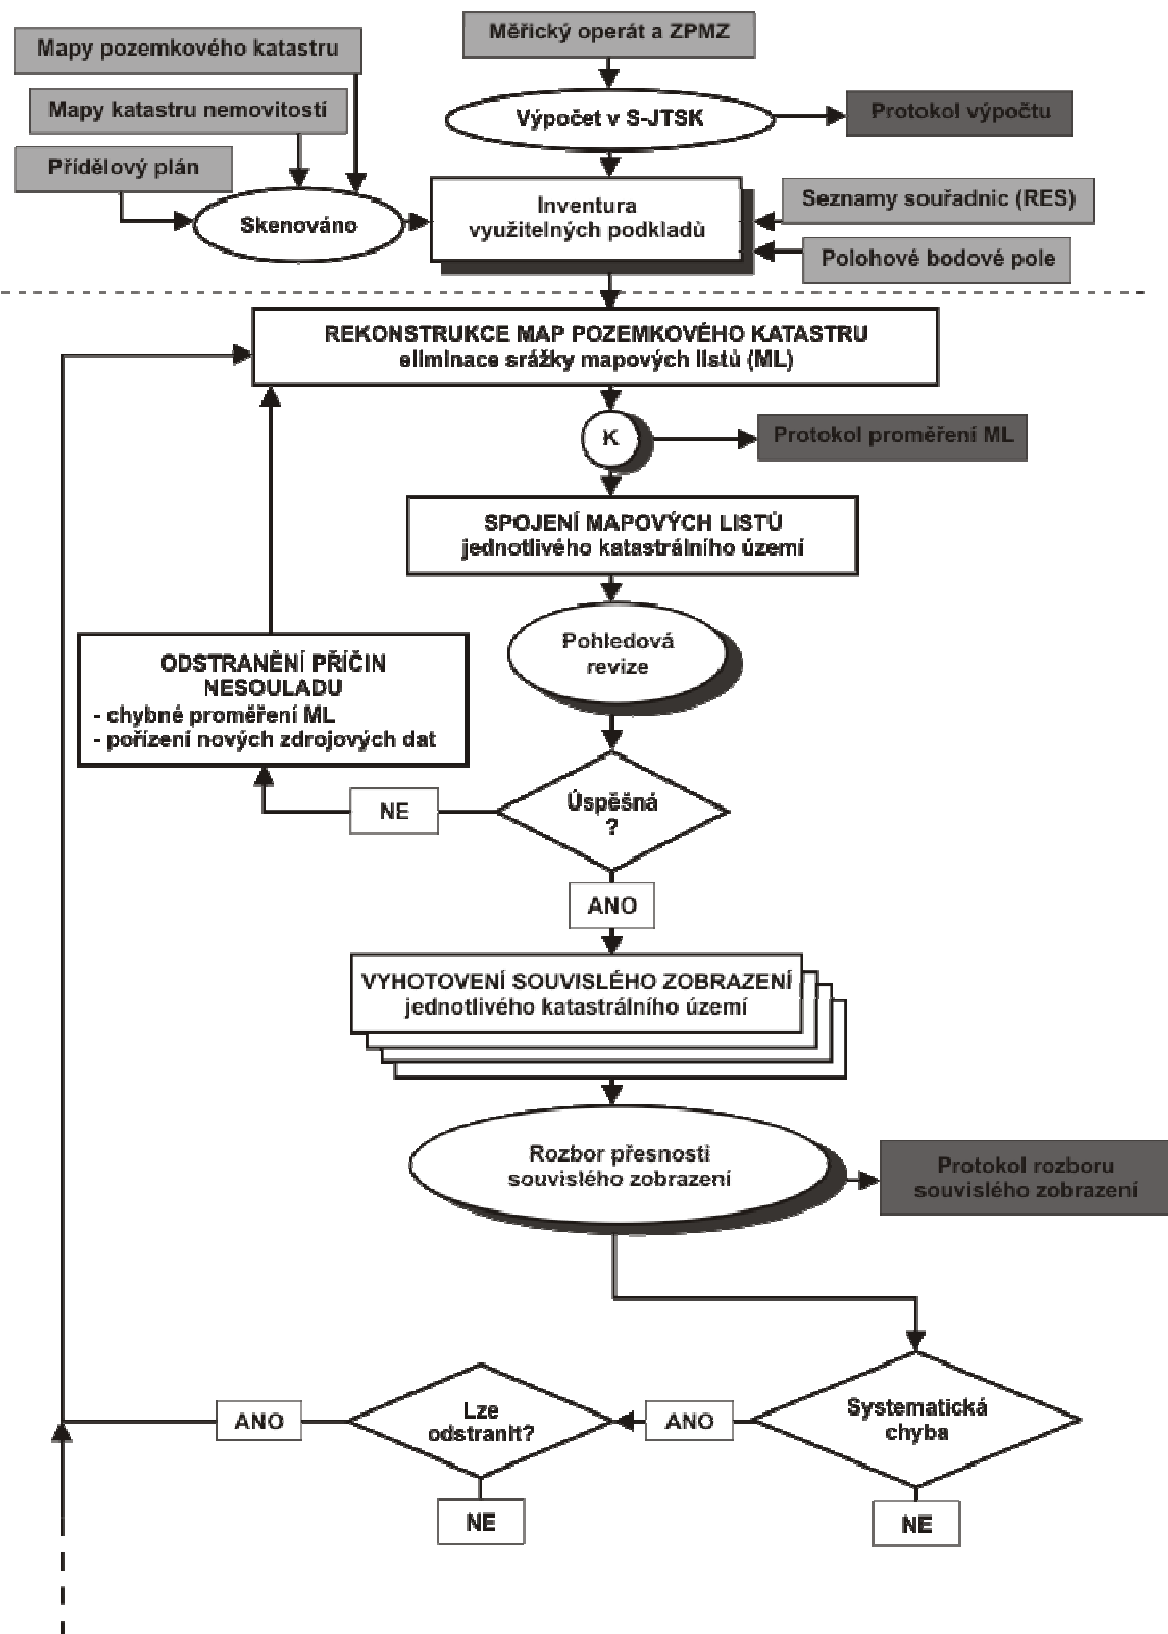 Mapy pozemkového katastru
Měřický operát a ZPMZ
Mapy katastru nemovitostí
Výpočet v S-JTSK
Protokol výpočtu
Přídělový plán
Skenováno
Inventura
využitelných podkladů
Seznamy souřadnic (RES)
Polohové bodové pole
REKONSTRUKCE MAP POZEMKOVÉHO KATASTRU
eliminace srážky mapových listů (ML)
K
Protokol proměření ML
SPOJENÍ MAPOVÝCH LISTŮ
jednotlivého katastrálního území
Pohledová
revize
ODSTRANĚNÍ PŘÍČIN
NESOULADU
- chybné proměření ML
- pořízení nových zdrojových dat
NE
Úspěšná
?
ANO
VYHOTOVENÍ SOUVISLÉHO ZOBRAZENÍ
jednotlivého katastrálního území
Rozbor přesnosti
souvislého zobrazení
Protokol rozboru
souvislého zobrazení
ANO
Lze
odstranit?
ANO
Systematická
chyba
NE
NE